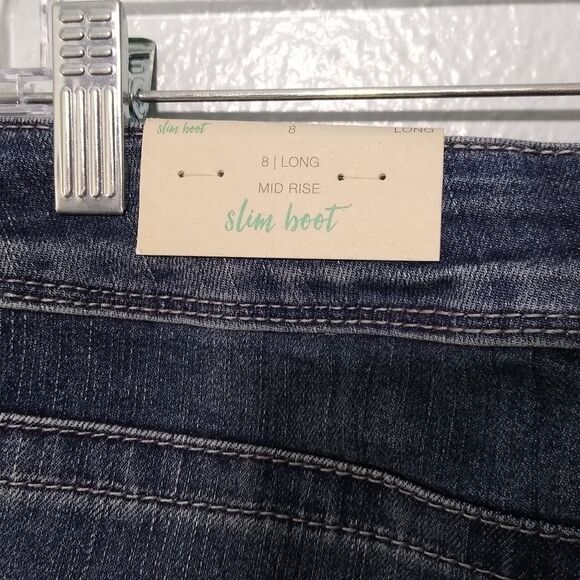 slim boot 8 LONG
8 | LONG
MID RISE
slim boot